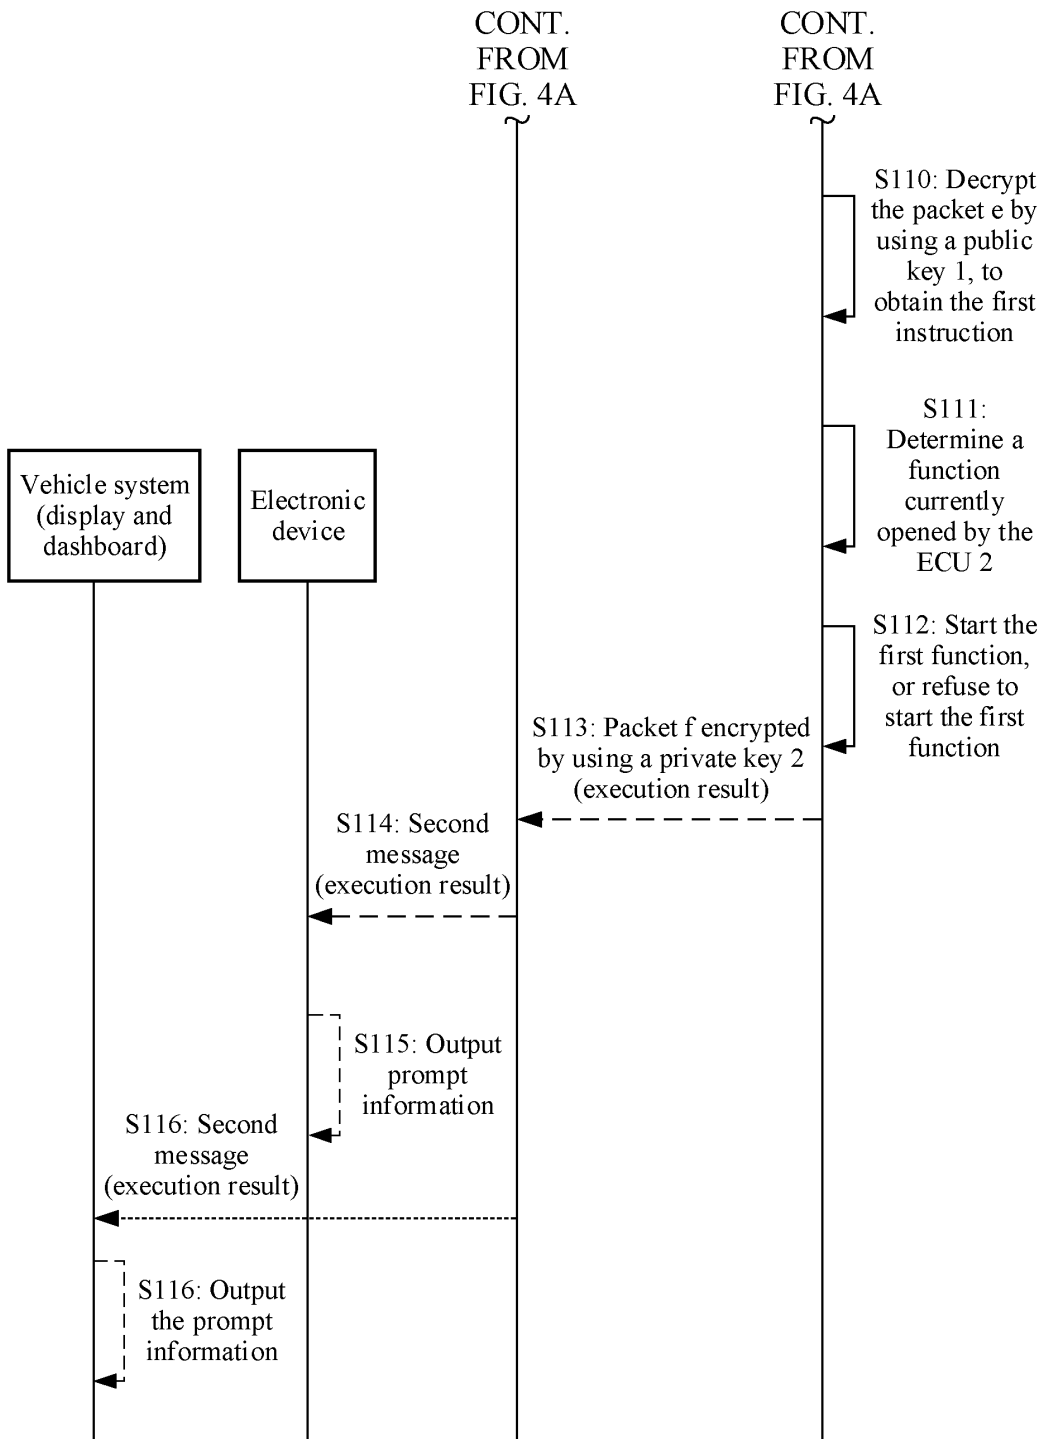 CONT.
FROM
FIG. 4A
CONT.
FROM
FIG. 4A
S110: Decrypt
the packet e by
using a public
key 1, to
obtain the first
instruction
S111:
Determine a
function
currently
opened by the
ECU 2
Vehicle system
(display and
dashboard)
Electronic
device
S112: Start the
first function,
or refuse to
start the first
function
S113: Packet f encrypted
by using a private key 2
(execution result)
S114: Second
message
(execution result)
S115: Output
prompt
information
S116: Second
message
(execution result)
S116: Output
the prompt
information